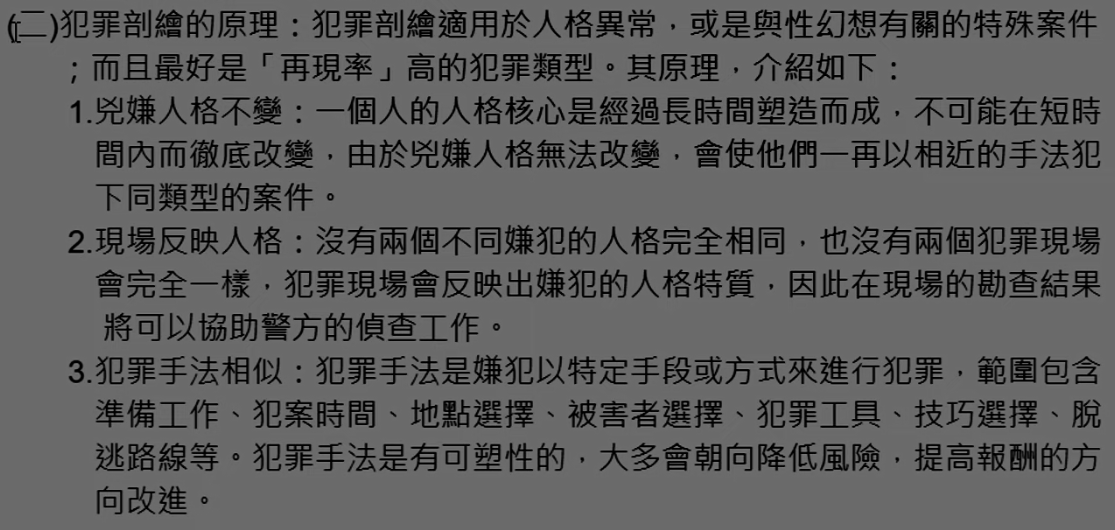 (二)犯罪剖繪的原理：犯罪剖繪適用於人格異常，或是與性幻想有關的特殊案件
；而且最好是「再現率」高的犯罪類型。其原理，介紹如下：
1.兇嫌人格不變：一個人的人格核心是經過長時間塑造而成，不可能在短時
間內而徹底改變，由於兇嫌人格無法改變，會使他們一再以相近的手法犯
下同類型的案件。
2.現場反映人格：沒有兩個不同嫌犯的人格完全相同，也沒有兩個犯罪現場
會完全一樣，犯罪現場會反映出嫌犯的人格特質，因此在現場的勘查結果
將可以協助警方的偵查工作。
3.犯罪手法相似：犯罪手法是嫌犯以特定手段或方式來進行犯罪，範圍包含
準備工作、犯案時間、地點選擇、被害者選擇、犯罪工具、技巧選擇、脫
逃路線等。犯罪手法是有可塑性的，大多會朝向降低風險，提高報酬的方
向改進。